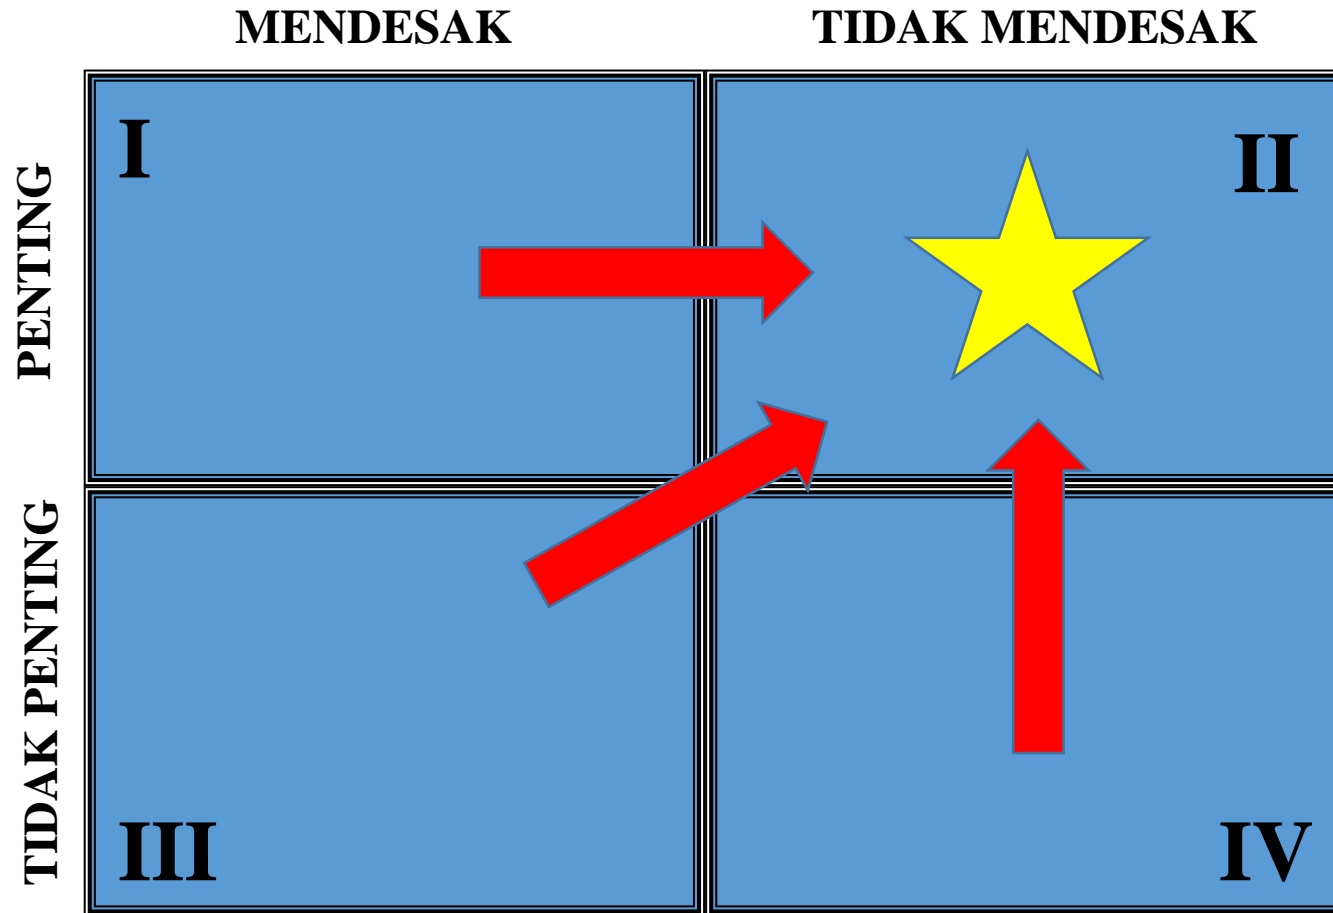 MENDESAK
TIDAK MENDESAK
PENTING
I
II
TIDAK PENTING
III
IV